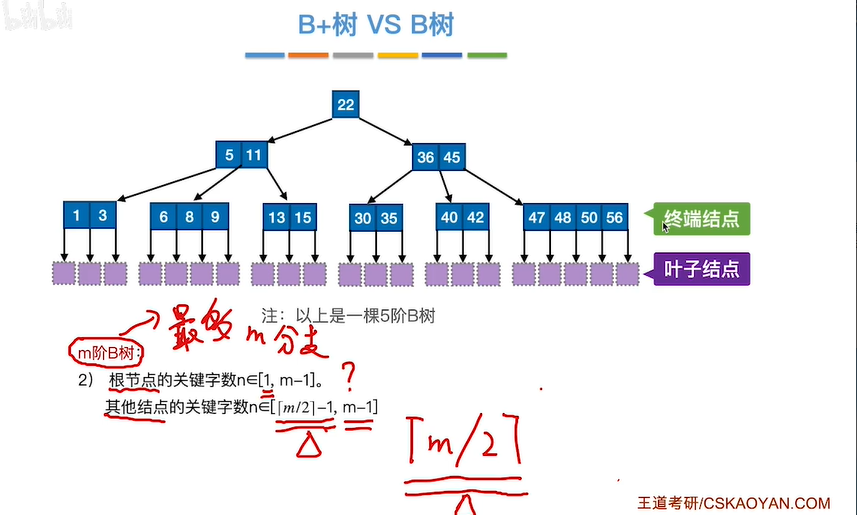 bilibili
B+树 VS B树
22
5 11
36 45
1 3
6 8 9
13 15
30 35
40 42
47 48 50 56
终端结点
叶子结点
注：以上是一棵5阶B树
最多 m 分支
m阶B树：
2） 根节点的关键字数n∈[1, m−1]。 ?
其他结点的关键字数n∈[⌈m/2⌉−1, m−1]
⌈m/2⌉
王道考研/CSKAOYAN.COM